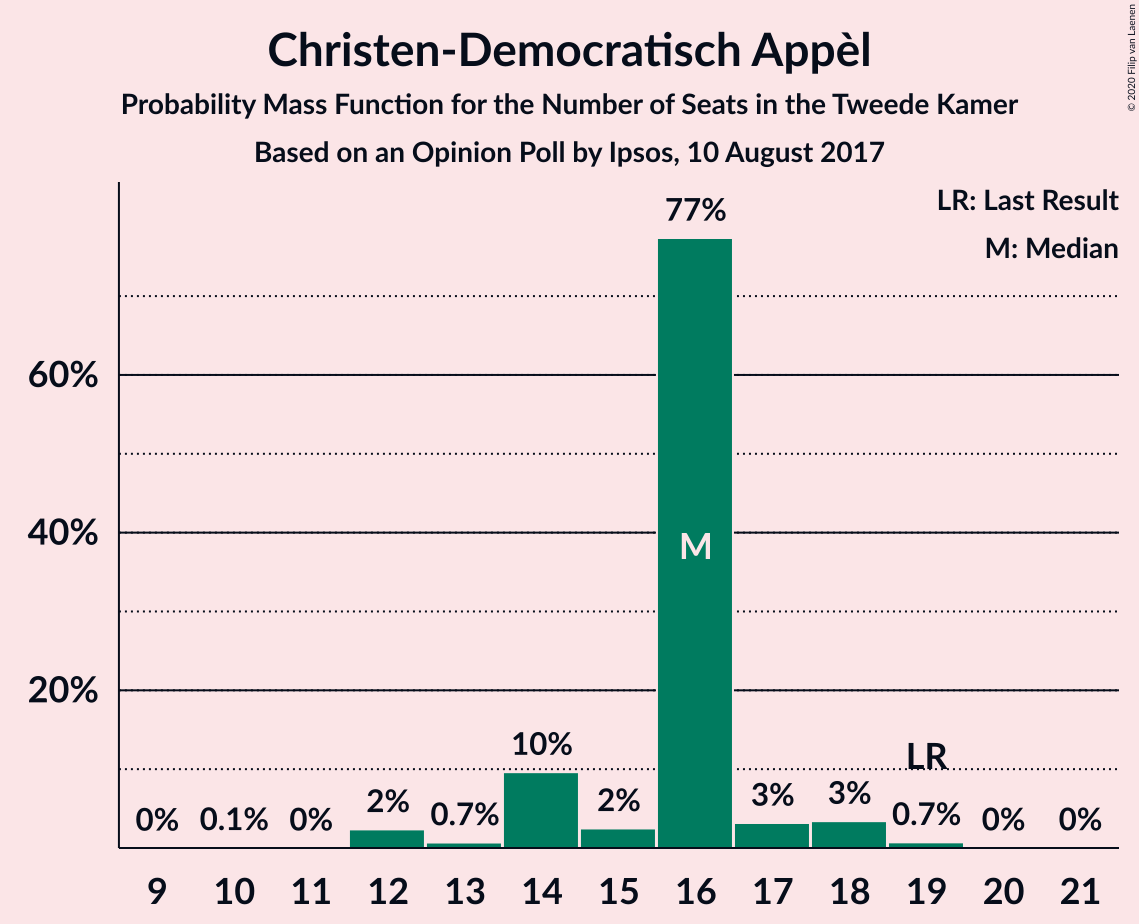 Christen-Democratisch Appèl
Probability Mass Function for the Number of Seats in the Tweede Kamer
Based on an Opinion Poll by Ipsos, 10 August 2017
© 2020 Filip van Laenen
LR: Last Result
M: Median
60%
40%
20%
0%
0.1%
0%
2%
0.7%
10%
2%
77%
M
3%
3%
LR
0.7%
0%
0%
9 10 11 12 13 14 15 16 17 18 19 20 21